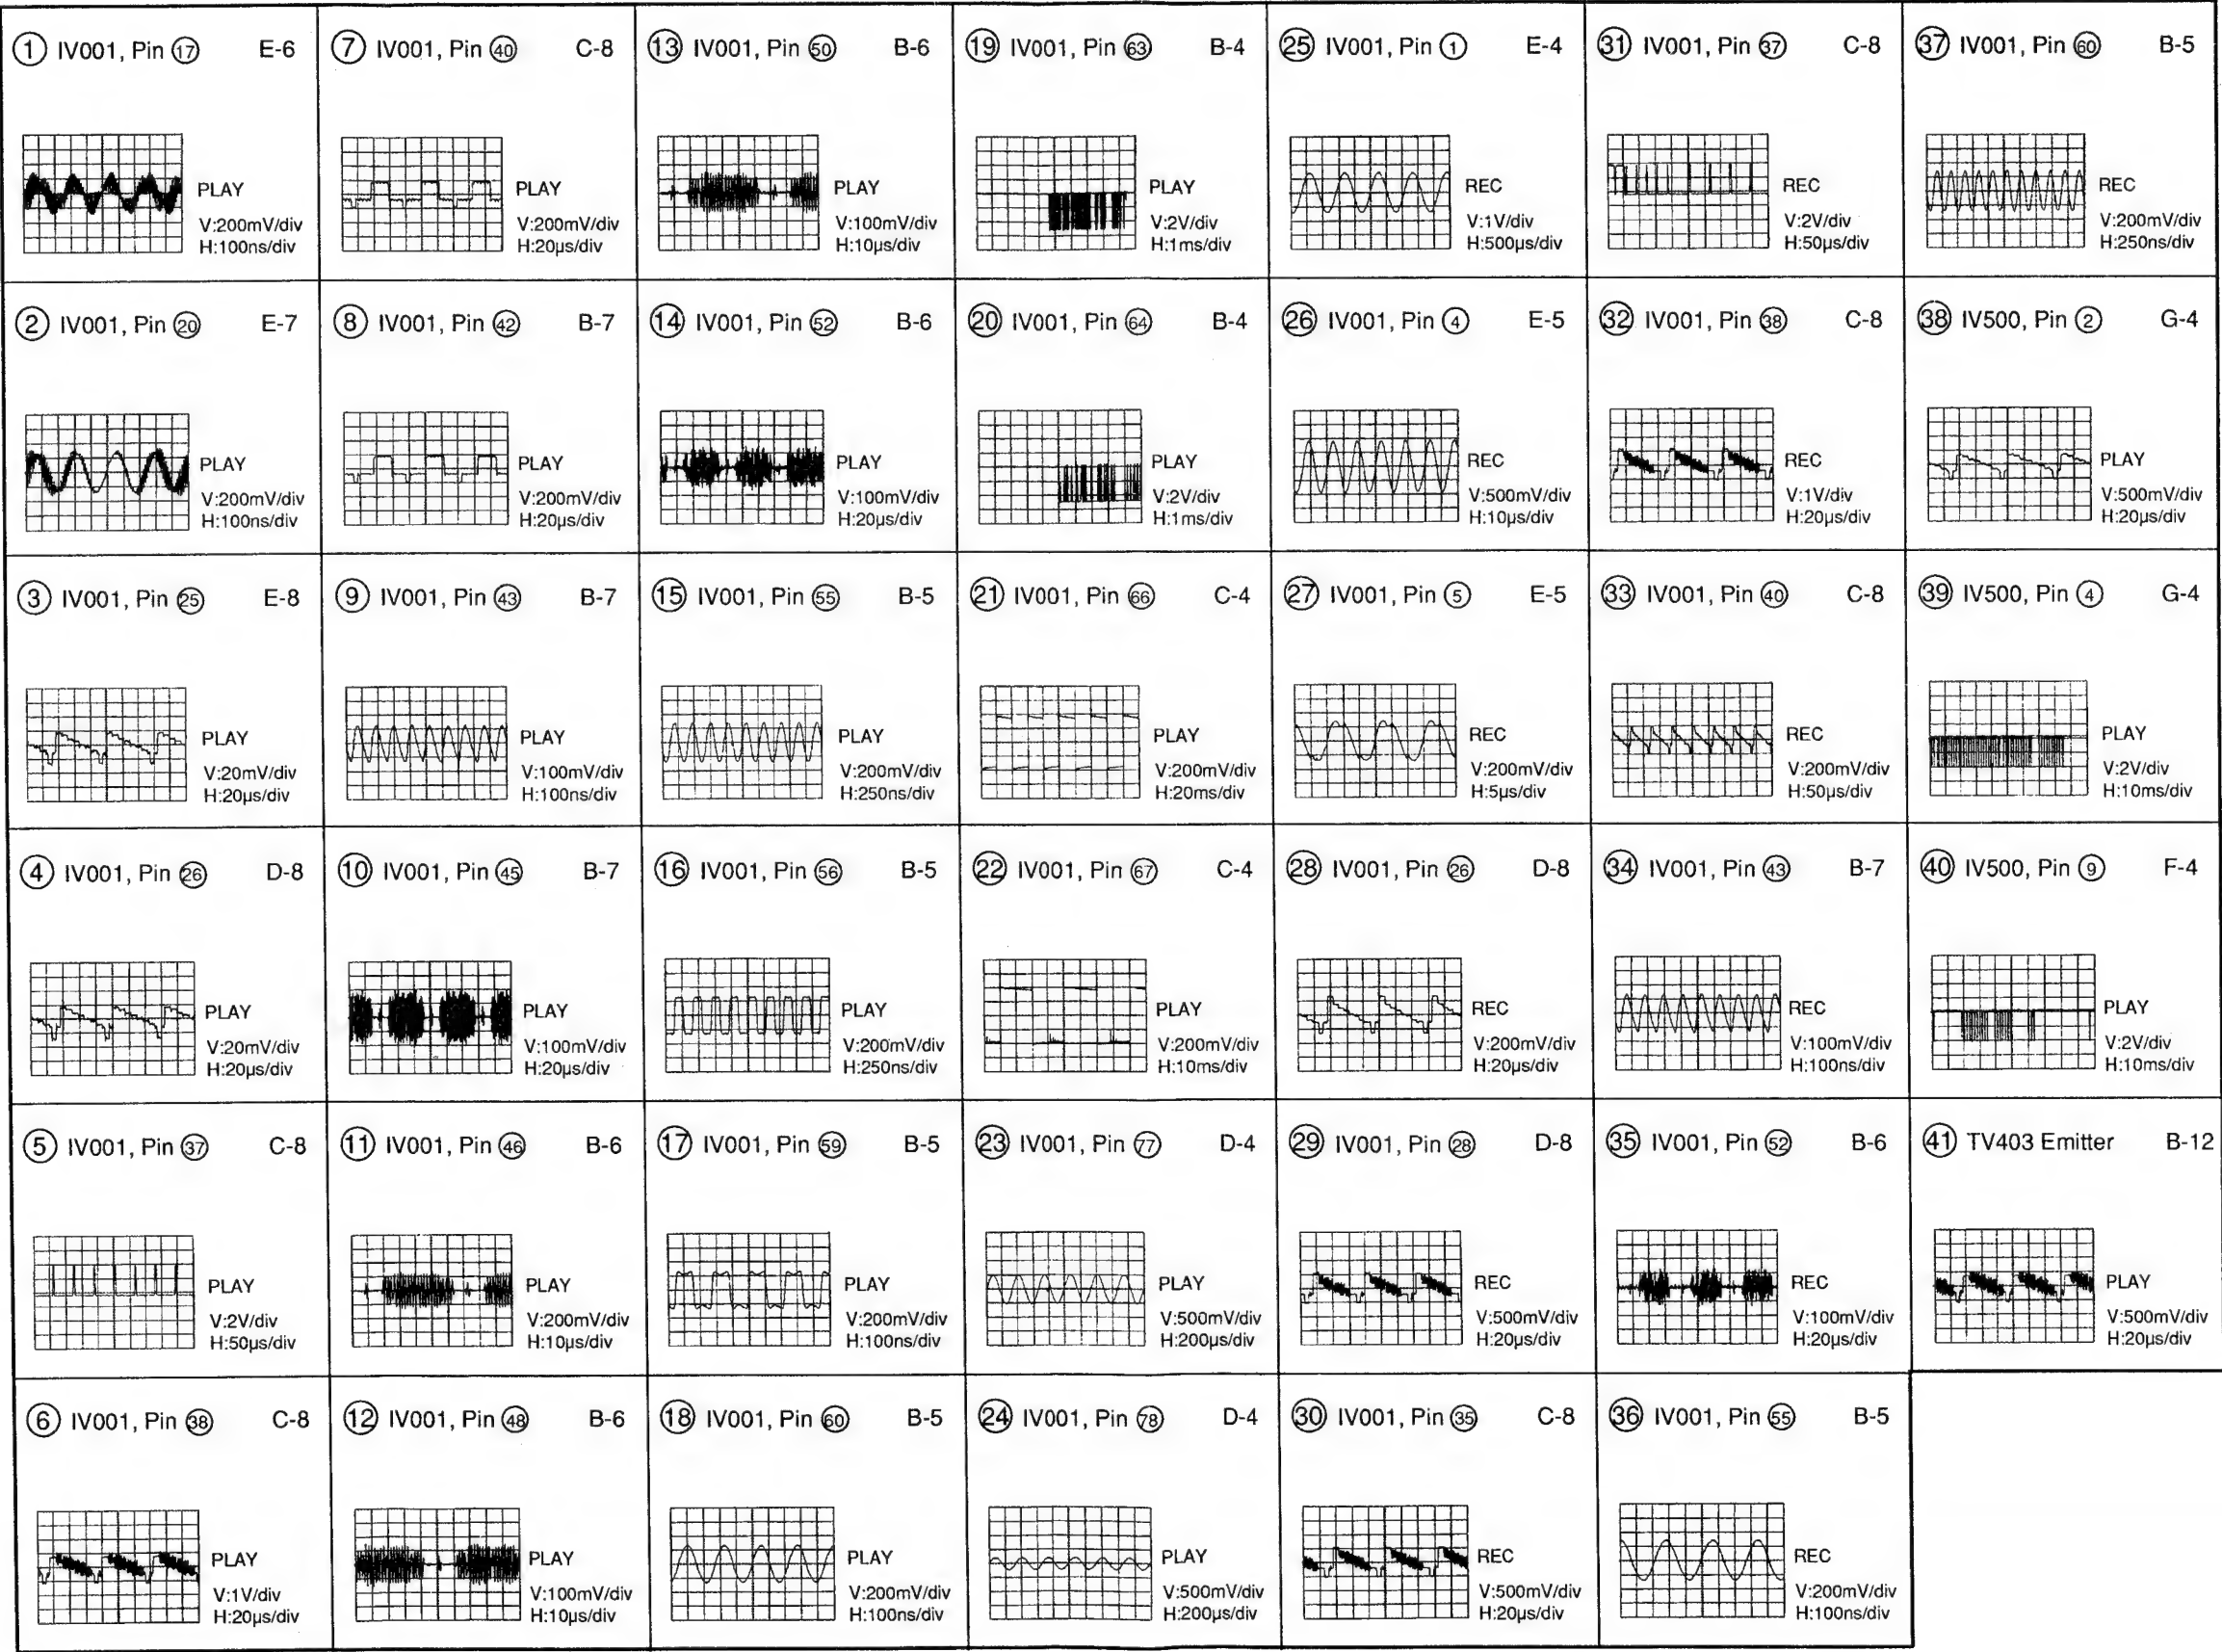 ① IV001, Pin ⑰ E-6
PLAY
V:200mV/div
H:100ns/div
② IV001, Pin ⑳ E-7
PLAY
V:200mV/div
H:100ns/div
③ IV001, Pin ㉕ E-8
PLAY
V:20mV/div
H:20µs/div
④ IV001, Pin ㉖ D-8
PLAY
V:20mV/div
H:20µs/div
⑤ IV001, Pin ㊲ C-8
PLAY
V:2V/div
H:50µs/div
⑥ IV001, Pin ㊳ C-8
PLAY
V:1V/div
H:20µs/div
⑦ IV001, Pin ㊵ C-8
PLAY
V:200mV/div
H:20µs/div
⑧ IV001, Pin ㊷ B-7
PLAY
V:200mV/div
H:20µs/div
⑨ IV001, Pin ㊸ B-7
PLAY
V:100mV/div
H:100ns/div
⑩ IV001, Pin ㊺ B-7
PLAY
V:100mV/div
H:20µs/div
⑪ IV001, Pin ㊻ B-6
PLAY
V:200mV/div
H:10µs/div
⑫ IV001, Pin ㊽ B-6
PLAY
V:100mV/div
H:10µs/div
⑬ IV001, Pin ㊿ B-6
PLAY
V:100mV/div
H:10µs/div
⑭ IV001, Pin 52 B-6
PLAY
V:100mV/div
H:20µs/div
⑮ IV001, Pin 55 B-5
PLAY
V:200mV/div
H:250ns/div
⑯ IV001, Pin 56 B-5
PLAY
V:200mV/div
H:250ns/div
⑰ IV001, Pin 59 B-5
PLAY
V:200mV/div
H:100ns/div
⑱ IV001, Pin 60 B-5
PLAY
V:200mV/div
H:100ns/div
⑲ IV001, Pin 63 B-4
PLAY
V:2V/div
H:1ms/div
⑳ IV001, Pin 64 B-4
PLAY
V:2V/div
H:1ms/div
㉑ IV001, Pin 66 C-4
PLAY
V:200mV/div
H:20ms/div
㉒ IV001, Pin 67 C-4
PLAY
V:200mV/div
H:10ms/div
㉓ IV001, Pin 77 D-4
PLAY
V:500mV/div
H:200µs/div
㉔ IV001, Pin 78 D-4
PLAY
V:500mV/div
H:200µs/div
㉕ IV001, Pin ① E-4
REC
V:1V/div
H:500µs/div
㉖ IV001, Pin ④ E-5
REC
V:500mV/div
H:10µs/div
㉗ IV001, Pin ⑤ E-5
REC
V:200mV/div
H:5µs/div
㉘ IV001, Pin ㉖ D-8
REC
V:200mV/div
H:20µs/div
㉙ IV001, Pin ㉘ D-8
REC
V:500mV/div
H:20µs/div
㉚ IV001, Pin ㉟ C-8
REC
V:500mV/div
H:20µs/div
㉛ IV001, Pin ㊲ C-8
REC
V:2V/div
H:50µs/div
㉜ IV001, Pin ㊳ C-8
REC
V:1V/div
H:20µs/div
㉝ IV001, Pin ㊵ C-8
REC
V:200mV/div
H:50µs/div
㉞ IV001, Pin ㊸ B-7
REC
V:100mV/div
H:100ns/div
㉟ IV001, Pin 52 B-6
REC
V:100mV/div
H:20µs/div
㊱ IV001, Pin 55 B-5
REC
V:200mV/div
H:100ns/div
㊲ IV001, Pin 60 B-5
REC
V:200mV/div
H:250ns/div
㊳ IV500, Pin ② G-4
PLAY
V:500mV/div
H:20µs/div
㊴ IV500, Pin ④ G-4
PLAY
V:2V/div
H:10ms/div
㊵ IV500, Pin ⑨ F-4
PLAY
V:2V/div
H:10ms/div
㊶ TV403 Emitter B-12
PLAY
V:500mV/div
H:20µs/div